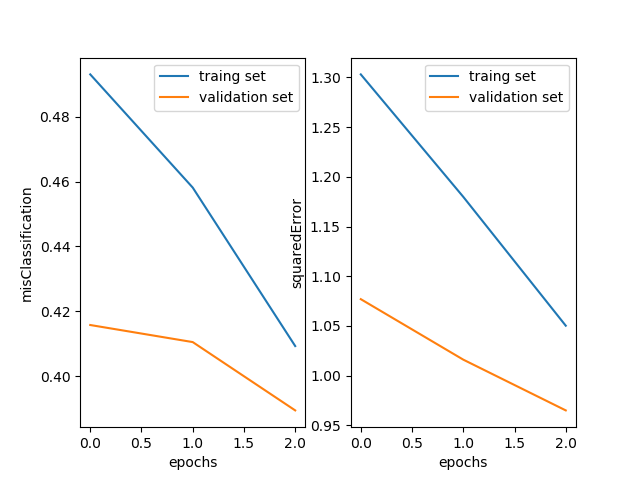 traing set
validation set
0.48
0.46
0.44
0.42
0.40
misClassification
0.0
0.5
1.0
1.5
2.0
epochs
traing set
validation set
1.30
1.25
1.20
1.15
1.10
1.05
1.00
0.95
squaredError
0.0
0.5
1.0
1.5
2.0
epochs